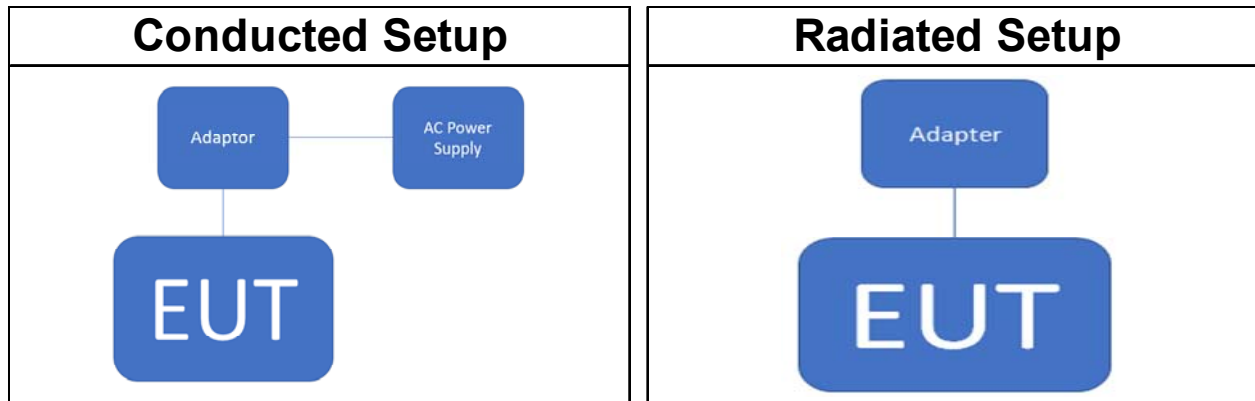 Conducted Setup
Radiated Setup
Adaptor
AC Power
Supply
EUT
Adapter
EUT